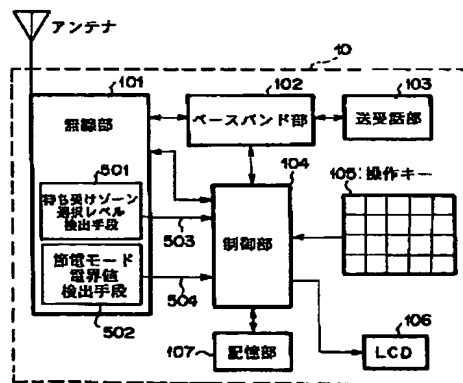 アンテナ
10
101
102
103
無線部
ベースバンド部
送受話部
104
105:操作キー
501
待ち受けゾーン
選択レベル
検出手段
503
制御部
節電モード
電界値
検出手段
504
502
107
記憶部
106
LCD